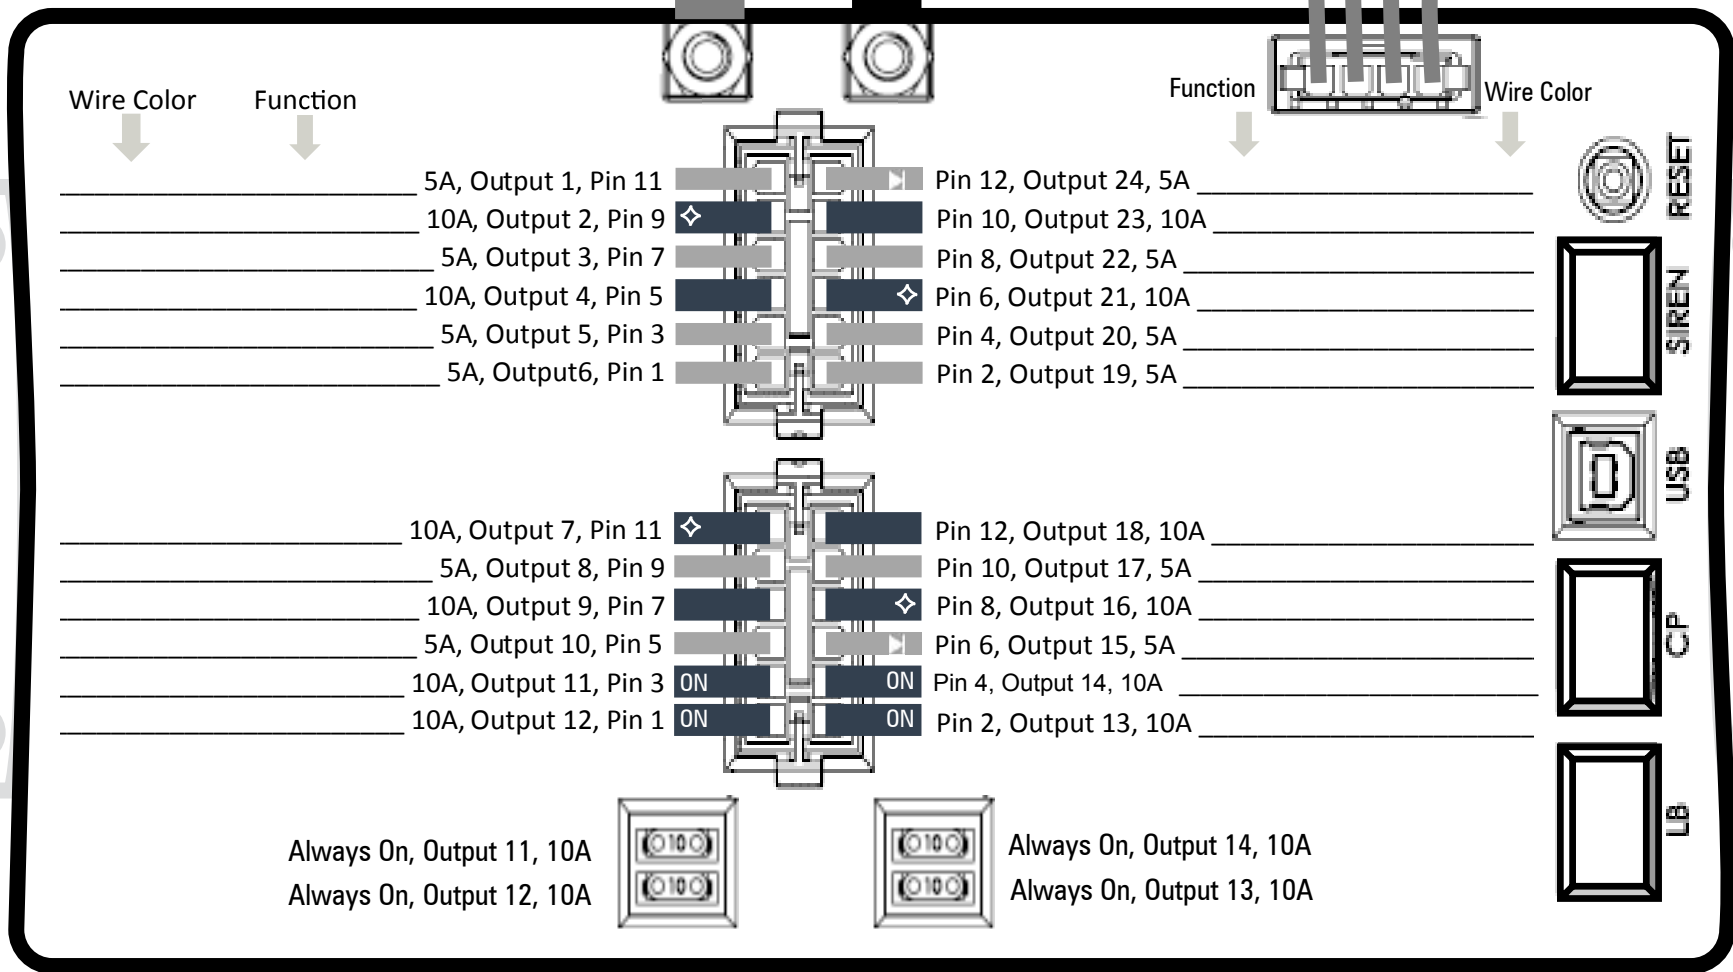 Wire Color Function
Function Wire Color
5A, Output 1, Pin 11
10A, Output 2, Pin 9
5A, Output 3, Pin 7
10A, Output 4, Pin 5
5A, Output 5, Pin 3
5A, Output6, Pin 1
Pin 12, Output 24, 5A
Pin 10, Output 23, 10A
Pin 8, Output 22, 5A
Pin 6, Output 21, 10A
Pin 4, Output 20, 5A
Pin 2, Output 19, 5A
10A, Output 7, Pin 11
5A, Output 8, Pin 9
10A, Output 9, Pin 7
5A, Output 10, Pin 5
10A, Output 11, Pin 3 ON
10A, Output 12, Pin 1 ON
Pin 12, Output 18, 10A
Pin 10, Output 17, 5A
Pin 8, Output 16, 10A
Pin 6, Output 15, 5A
ON Pin 4, Output 14, 10A
ON Pin 2, Output 13, 10A
Always On, Output 11, 10A
Always On, Output 12, 10A
10
10
10
10
Always On, Output 14, 10A
Always On, Output 13, 10A
RESET
SIREN
USB
CP
LB